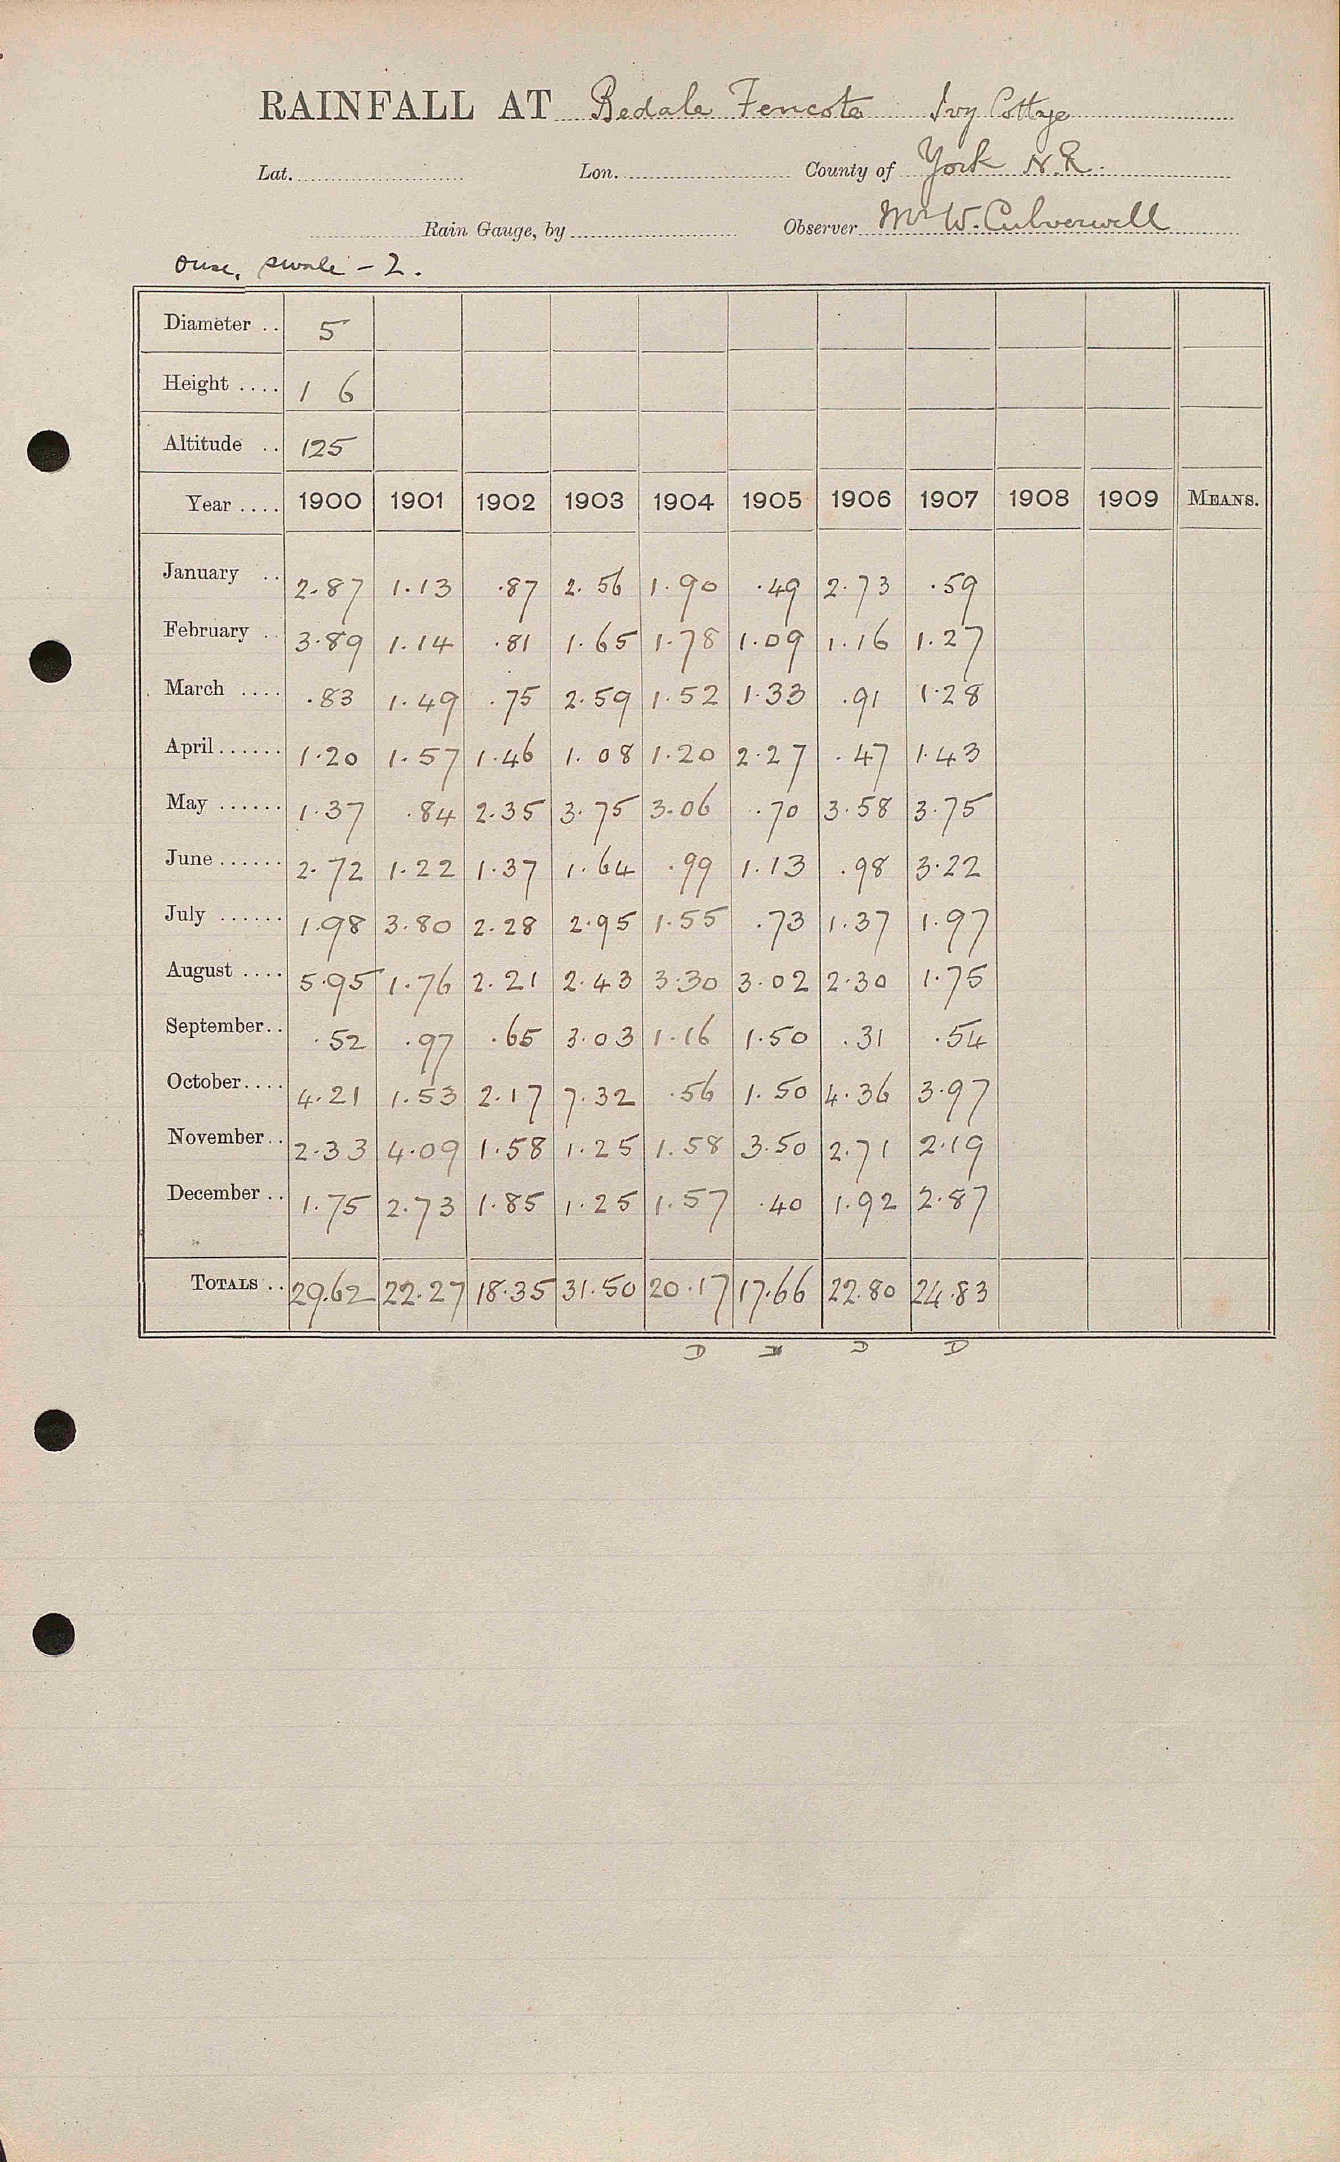 RAINFALL AT Bedale Fencote Ivy Cottage
Lat. Lon. County of York N.R.
Rain Gauge, by Observer Mr W. Culverwell
Ouse, Swale - 2.
Diameter .. 5
Height .... 1 6
Altitude .. 125
Year .... 1900 1901 1902 1903 1904 1905 1906 1907 1908 1909 MEANS.
January .. 2.87 1.13 .87 2.56 1.90 .49 2.73 .59
February .. 3.89 1.14 .81 1.65 1.78 1.09 1.16 1.27
March .... .83 1.49 .75 2.59 1.52 1.33 .91 1.28
April...... 1.20 1.57 1.46 1.08 1.20 2.27 .47 1.43
May ...... 1.37 .84 2.35 3.75 3.06 .70 3.58 3.75
June...... 2.72 1.22 1.37 1.64 .99 1.13 .98 3.22
July ...... 1.98 3.80 2.28 2.95 1.55 .73 1.37 1.97
August .... 5.95 1.76 2.21 2.43 3.30 3.02 2.30 1.75
September.. .52 .97 .65 3.03 1.16 1.50 .31 .54
October.... 4.21 1.53 2.17 7.32 .56 1.50 4.36 3.97
November.. 2.33 4.09 1.58 1.25 1.58 3.50 2.71 2.19
December .. 1.75 2.73 1.85 1.25 1.57 .40 1.92 2.87
TOTALS .. 29.62 22.27 18.35 31.50 20.17 17.66 22.80 24.83
D D D